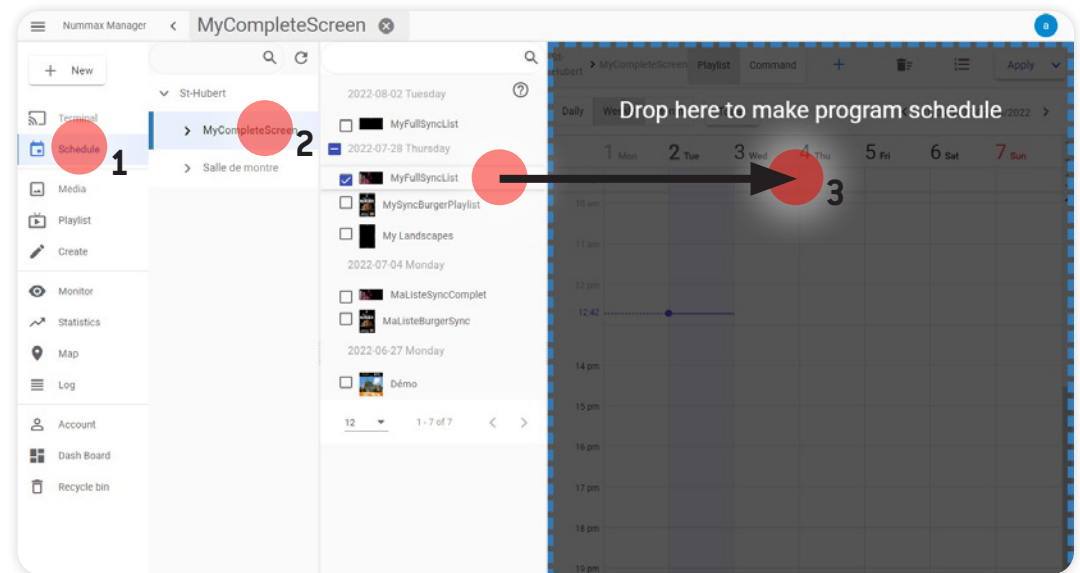 Nummax Manager
MyCompleteScreen
a
+ New
Terminal
Schedule
1
Media
Playlist
Create
Monitor
Statistics
Map
Log
Account
Dash Board
Recycle bin
St-Hubert
MyCompleteScreen
2
Salle de montre
2022-08-02 Tuesday
MyFullSyncList
2022-07-28 Thursday
MyFullSyncList
MySyncBurgerPlaylist
My Landscapes
2022-07-04 Monday
MaListeSyncComplet
MaListeBurgerSync
2022-06-27 Monday
Démo
12 1 - 7 of 7
St-Hubert > MyCompleteScreen Playlist Command + Apply
Drop here to make program schedule
Daily /2022
1 Mon 2 Tue 3 Wed 4 Thu 5 Fri 6 Sat 7 Sun
3
10 am
11 am
12 pm
12:42
14 pm
15 pm
16 pm
17 pm
18 pm
19 pm